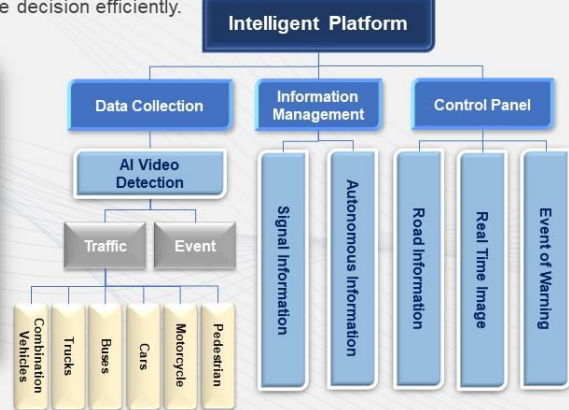 e decision efficiently.
Intelligent Platform
Data Collection
Information
Management
Control Panel
AI Video
Detection
Traffic
Event
Combination
Vehicles
Trucks
Buses
Cars
Motorcycle
Pedestrian
Signal Information
Autonomous Information
Road Information
Real Time Image
Event of Warning